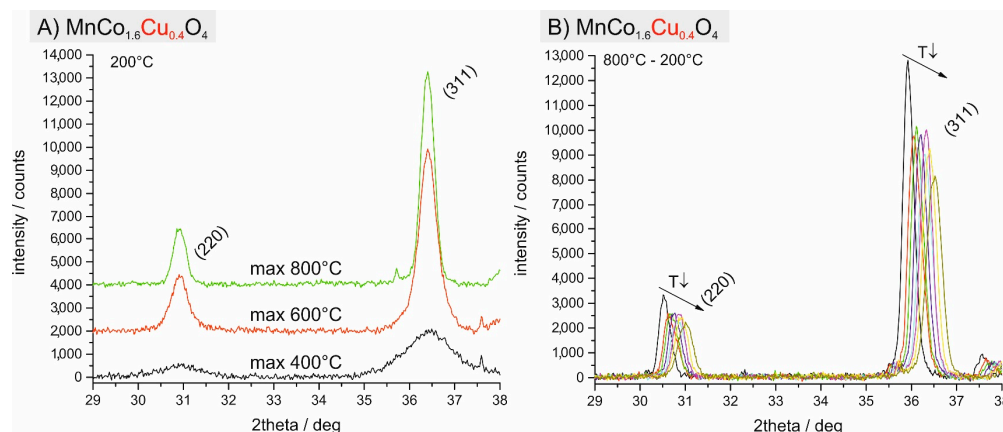 A) MnCo1.6Cu0.4O4
200°C
14,000
13,000
12,000
11,000
10,000
9,000
8,000
7,000
6,000
5,000
4,000
3,000
2,000
1,000
0
intensity / counts
(311)
(220)
max 800°C
max 600°C
max 400°C
29 30 31 32 33 34 35 36 37 38
2theta / deg
B) MnCo1.6Cu0.4O4
800°C - 200°C
13,000
12,000
11,000
10,000
9,000
8,000
7,000
6,000
5,000
4,000
3,000
2,000
1,000
0
intensity / counts
T↓
(311)
T↓
(220)
29 30 31 32 33 34 35 36 37 38
2theta / deg